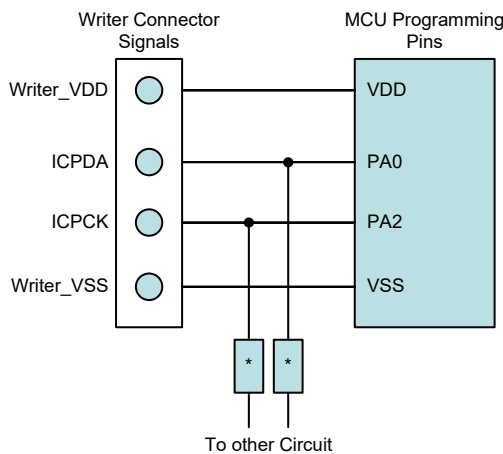 Writer Connector
Signals
MCU Programming
Pins
Writer_VDD
VDD
ICPDA
PA0
ICPCK
PA2
Writer_VSS
VSS
* *
To other Circuit